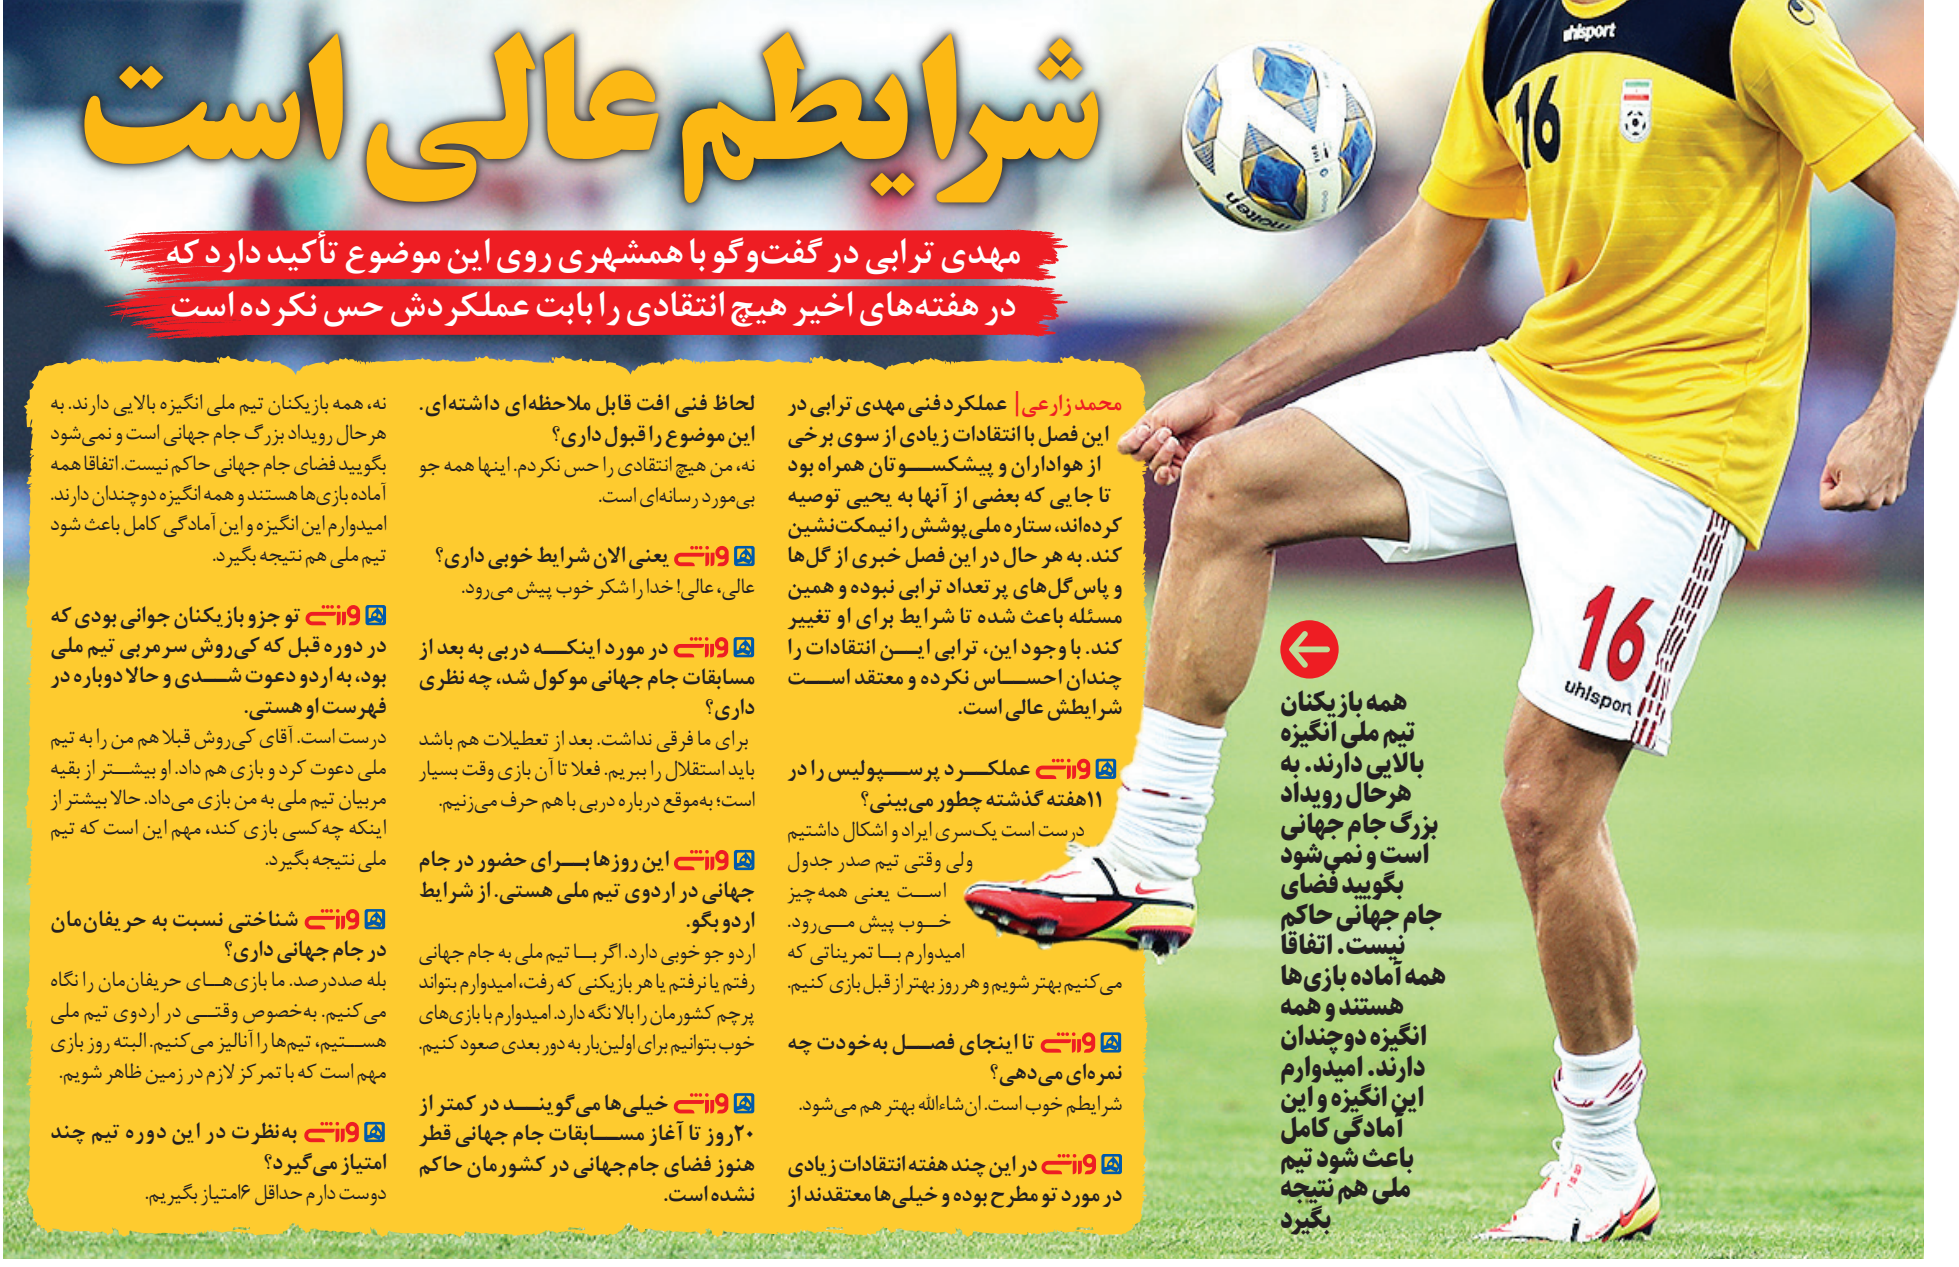 شرایطم عالی است
مهدی ترابی در گفت‌وگو با همشهری روی این موضوع تأکید دارد که
در هفته‌های اخیر هیچ انتقادی را بابت عملکردش حس نکرده است
محمد زارعی| عملکرد فنی مهدی ترابی در
این فصل با انتقادات زیادی از سوی برخی
از هواداران و پیشکسوتان همراه بود
تا جایی که بعضی از آنها به یحیی توصیه
کرده‌اند، ستاره ملی‌پوشش را نیمکت‌نشین
کند. به هر حال در این فصل خبری از گل‌ها
و پاس‌گل‌های پر تعداد ترابی نبوده و همین
مسئله باعث شده تا شرایط برای او تغییر
کند. با وجود این، ترابی این انتقادات را
چندان احساس نکرده و معتقد است
شرایطش عالی است.
ورزشی عملکرد پرسپولیس را در
۱۱هفته گذشته چطور می‌بینی؟
درست است یک‌سری ایراد و اشکال داشتیم
ولی وقتی تیم صدر جدول
است یعنی همه‌چیز
خوب پیش می‌رود.
امیدوارم با تمریناتی که
می‌کنیم بهتر شویم و هر روز بهتر از قبل بازی کنیم.
ورزشی تا اینجای فصل به‌خودت چه
نمره‌ای می‌دهی؟
شرایطم خوب است. ان‌شاءالله بهتر هم می‌شود.
ورزشی در این چند هفته انتقادات زیادی
در مورد تو مطرح بوده و خیلی‌ها معتقدند از
لحاظ فنی افت قابل ملاحظه‌ای داشته‌ای.
این موضوع را قبول داری؟
نه، من هیچ انتقادی را حس نکردم. اینها همه جو
بی‌مورد رسانه‌ای است.
ورزشی یعنی الان شرایط خوبی داری؟
عالی، عالی! خدا را شکر خوب پیش می‌رود.
ورزشی در مورد اینکه دربی به بعد از
مسابقات جام جهانی موکول شد، چه نظری
داری؟
برای ما فرقی نداشت. بعد از تعطیلات هم باشد
باید استقلال را ببریم. فعلا تا آن بازی وقت بسیار
است؛ به‌موقع درباره دربی با هم حرف می‌زنیم.
ورزشی این روزها برای حضور در جام
جهانی در اردوی تیم ملی هستی. از شرایط
اردو بگو.
اردو جو خوبی دارد. اگر با تیم ملی به جام جهانی
رفتم یا نرفتم یا هر بازیکنی که رفت، امیدوارم بتواند
پرچم کشورمان را بالا نگه دارد. امیدوارم با بازی‌های
خوب بتوانیم برای اولین‌بار به دور بعدی صعود کنیم.
ورزشی خیلی‌ها می‌گویند در کمتر از
۲۰روز تا آغاز مسابقات جام جهانی قطر
هنوز فضای جام‌جهانی در کشورمان حاکم
نشده است.
نه، همه بازیکنان تیم ملی انگیزه بالایی دارند. به
هرحال رویداد بزرگ جام جهانی است و نمی‌شود
بگویید فضای جام جهانی حاکم نیست. اتفاقا همه
آماده بازی‌ها هستند و همه انگیزه دوچندان دارند.
امیدوارم این انگیزه و این آمادگی کامل باعث شود
تیم ملی هم نتیجه بگیرد.
ورزشی تو جزو بازیکنان جوانی بودی که
در دوره قبل که کی‌روش سرمربی تیم ملی
بود، به اردو دعوت شدی و حالا دوباره در
فهرست او هستی.
درست است. آقای کی‌روش قبلا هم من را به تیم
ملی دعوت کرد و بازی هم داد. او بیشتر از بقیه
مربیان تیم ملی به من بازی می‌داد. حالا بیشتر از
اینکه چه‌کسی بازی کند، مهم این است که تیم
ملی نتیجه بگیرد.
ورزشی شناختی نسبت به حریفان‌مان
در جام جهانی داری؟
بله صددرصد. ما بازی‌های حریفان‌مان را نگاه
می‌کنیم. به‌خصوص وقتی در اردوی تیم ملی
هستیم، تیم‌ها را آنالیز می‌کنیم. البته روز بازی
مهم است که با تمرکز لازم در زمین ظاهر شویم.
ورزشی به‌نظرت در این دوره تیم چند
امتیاز می‌گیرد؟
دوست دارم حداقل ۶امتیاز بگیریم.
همه بازیکنان
تیم ملی انگیزه
بالایی دارند. به
هرحال رویداد
بزرگ جام جهانی
است و نمی‌شود
بگویید فضای
جام جهانی حاکم
نیست. اتفاقا
همه آماده بازی‌ها
هستند و همه
انگیزه دوچندان
دارند. امیدوارم
این انگیزه و این
آمادگی کامل
باعث شود تیم
ملی هم نتیجه
بگیرد
uhlsport
16
molten
16
uhlsport